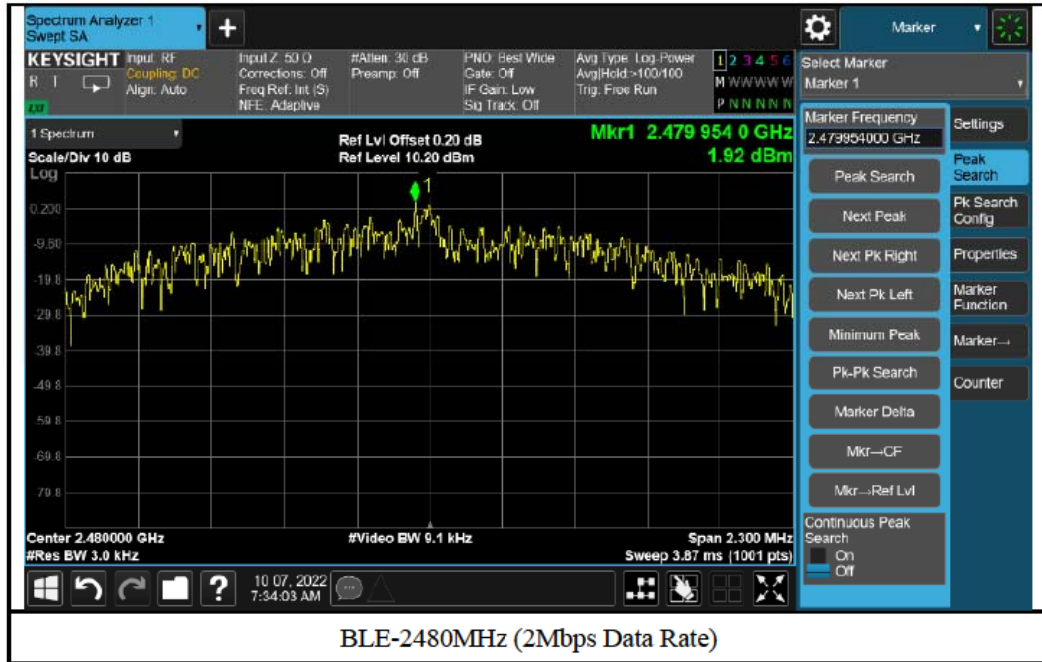 Spectrum Analyzer 1
Swept SA
+
Marker
KEYSIGHT
R T
Input: RF
Coupling: DC
Align: Auto
Input Z: 50 Ω
Corrections: Off
Freq Ref: Int (S)
NFE: Adaptive
#Atten: 30 dB
Preamp: Off
PNO: Best Wide
Gate: Off
IF Gain: Low
Sig Track: Off
Avg Type: Log-Power
Avg|Hold:>100/100
Trig: Free Run
1 2 3 4 5 6
M W W W W W
P N N N N N
Select Marker
Marker 1
1 Spectrum
Scale/Div 10 dB
Log
Ref Lvl Offset 0.20 dB
Ref Level 10.20 dBm
Mkr1 2.479 954 0 GHz
1.92 dBm
1
0.200
-9.80
-19.8
-29.8
-39.8
-49.8
-59.8
-69.8
-79.8
Center 2.480000 GHz
#Res BW 3.0 kHz
#Video BW 9.1 kHz
Span 2.300 MHz
Sweep 3.87 ms (1001 pts)
Marker Frequency
2.479954000 GHz
Peak Search
Next Peak
Next Pk Right
Next Pk Left
Minimum Peak
Pk-Pk Search
Marker Delta
Mkr→CF
Mkr→Ref Lvl
Continuous Peak
Search
On
Off
Settings
Peak
Search
Pk Search
Config
Properties
Marker
Function
Marker→
Counter
?
10 07, 2022
7:34:03 AM
BLE-2480MHz (2Mbps Data Rate)